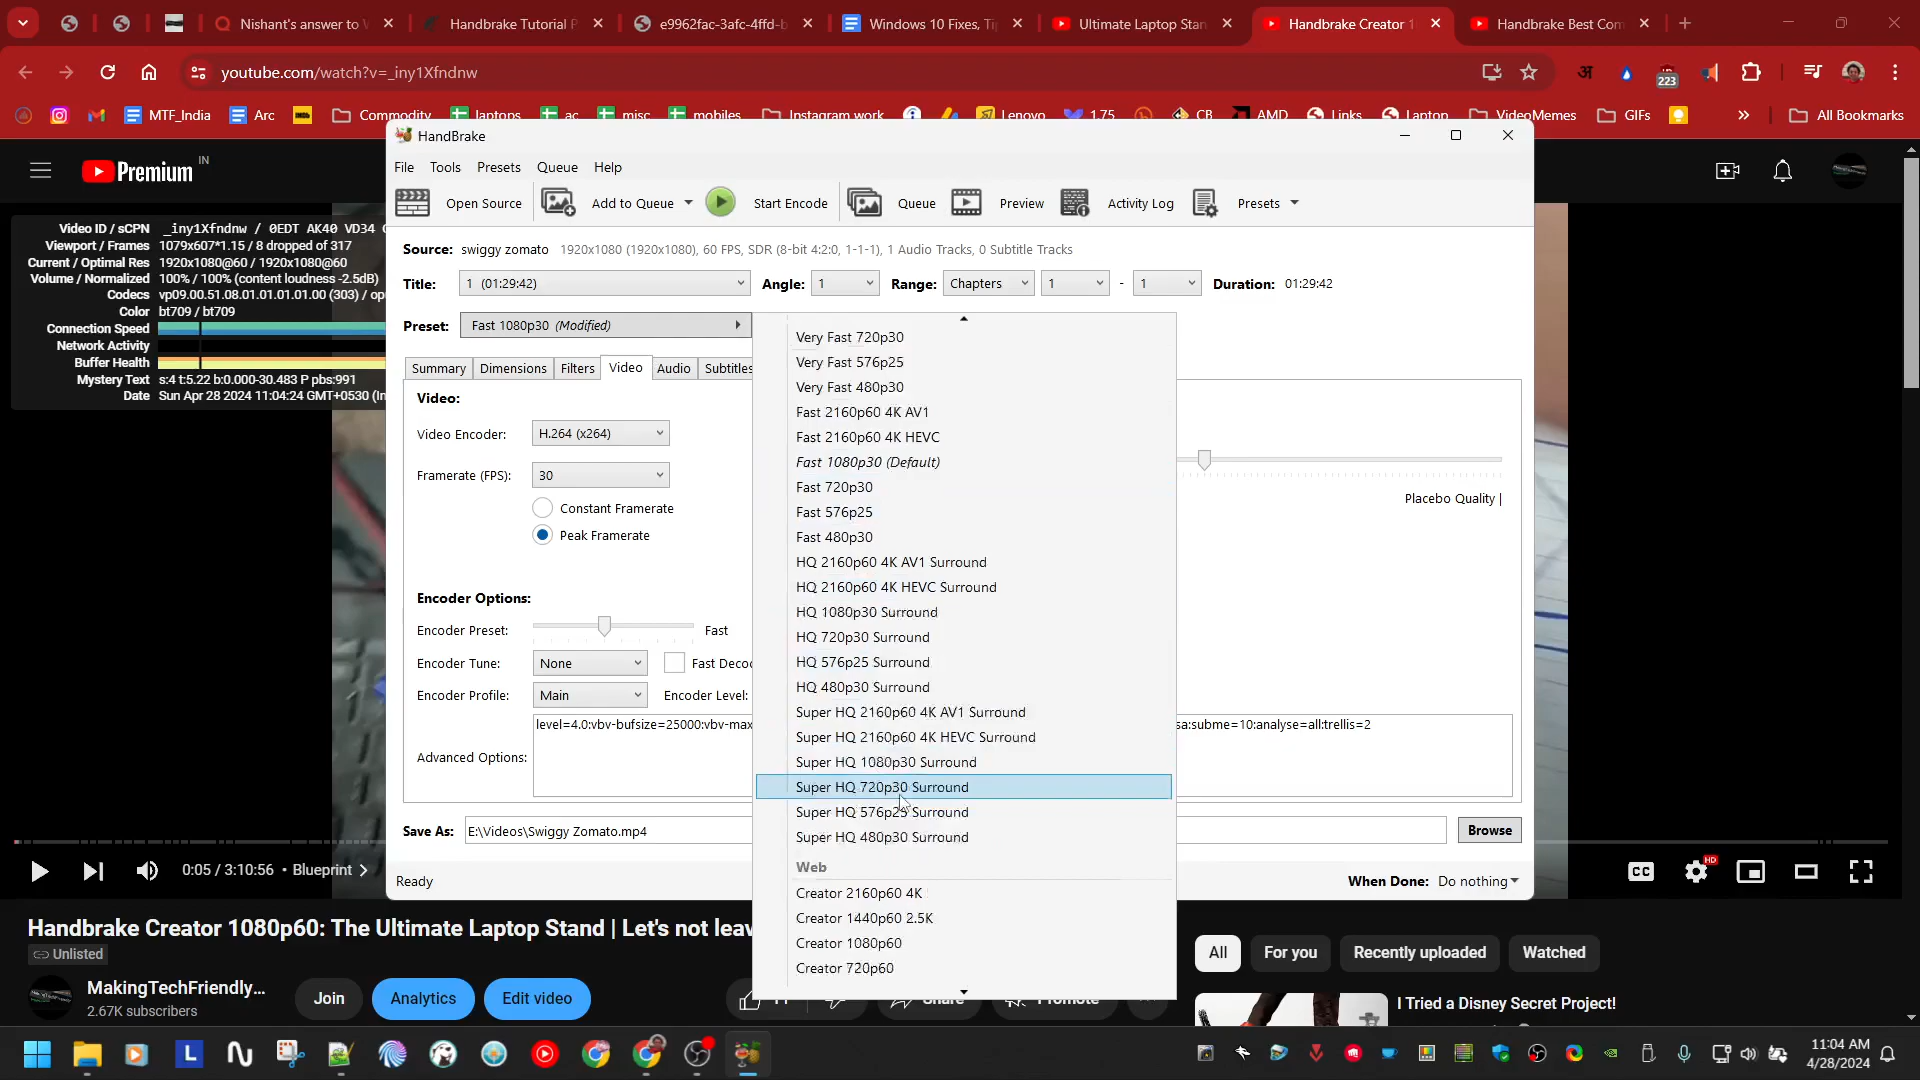 Nishant's answer to
Handbrake Tutorial P
e9962fac-3afc-4ffd-b
Windows 10 Fixes, Ti
Ultimate Laptop Stan
Handbrake Creator 1
Handbrake Best Com
youtube.com/watch?v=_iny1Xfndnw
223
MTF_India
Arc
Commodity
laptops
ac
misc
mobiles
Instagram work
Lenovo
1.75
CB
AMD
Links
Laptop
VideoMemes
GIFs
All Bookmarks
Premium IN
Video ID / sCPN _iny1Xfndnw / 0EDT AK40 VD34
Viewport / Frames 1079x607*1.15 / 8 dropped of 317
Current / Optimal Res 1920x1080@60 / 1920x1080@60
Volume / Normalized 100% / 100% (content loudness -2.5dB)
Codecs vp09.00.51.08.01.01.01.01.00 (303) / op
Color bt709 / bt709
Connection Speed
Network Activity
Buffer Health
Mystery Text s:4 t:5.22 b:0.000-30.483 P pbs:991
Date Sun Apr 28 2024 11:04:24 GMT+0530 (In
HandBrake
File Tools Presets Queue Help
Open Source Add to Queue Start Encode Queue Preview Activity Log Presets
Source: swiggy zomato 1920x1080 (1920x1080), 60 FPS, SDR (8-bit 4:2:0, 1-1-1), 1 Audio Tracks, 0 Subtitle Tracks
Title: 1 (01:29:42) Angle: 1 Range: Chapters 1 - 1 Duration: 01:29:42
Preset: Fast 1080p30 (Modified)
Summary Dimensions Filters Video Audio Subtitles
Video:
Video Encoder: H.264 (x264)
Framerate (FPS): 30
Constant Framerate
Peak Framerate
Placebo Quality |
Encoder Options:
Encoder Preset: Fast
Encoder Tune: None Fast Deco
Encoder Profile: Main Encoder Level:
Advanced Options: level=4.0:vbv-bufsize=25000:vbv-max
sa:subme=10:analyse=all:trellis=2
Save As: E:\Videos\Swiggy Zomato.mp4 Browse
Ready When Done: Do nothing
Very Fast 720p30
Very Fast 576p25
Very Fast 480p30
Fast 2160p60 4K AV1
Fast 2160p60 4K HEVC
Fast 1080p30 (Default)
Fast 720p30
Fast 576p25
Fast 480p30
HQ 2160p60 4K AV1 Surround
HQ 2160p60 4K HEVC Surround
HQ 1080p30 Surround
HQ 720p30 Surround
HQ 576p25 Surround
HQ 480p30 Surround
Super HQ 2160p60 4K AV1 Surround
Super HQ 2160p60 4K HEVC Surround
Super HQ 1080p30 Surround
Super HQ 720p30 Surround
Super HQ 576p25 Surround
Super HQ 480p30 Surround
Web
Creator 2160p60 4K
Creator 1440p60 2.5K
Creator 1080p60
Creator 720p60
0:05 / 3:10:56 • Blueprint
CC HD
Handbrake Creator 1080p60: The Ultimate Laptop Stand | Let's not leav
Unlisted
MakingTechFriendly...
2.67K subscribers
Join Analytics Edit video
Share Promote
All For you Recently uploaded Watched
I Tried a Disney Secret Project!
11:04 AM
4/28/2024